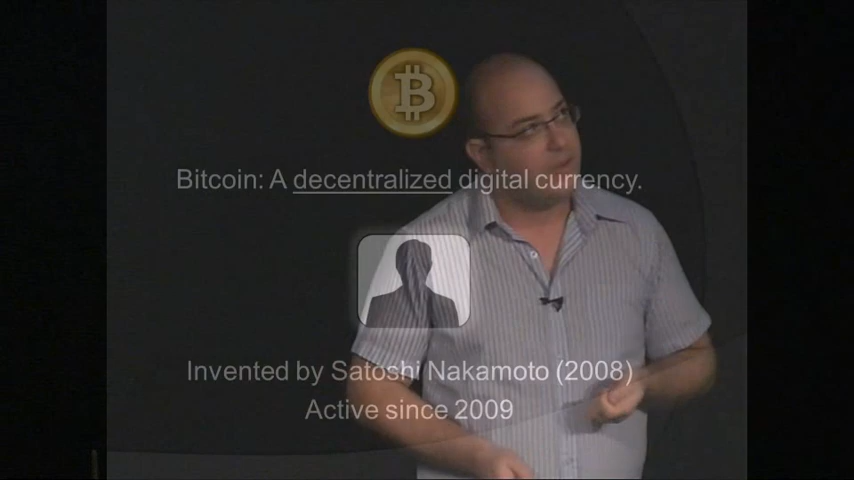 Bitcoin: A decentralized digital currency.
Invented by Satoshi Nakamoto (2008)
Active since 2009